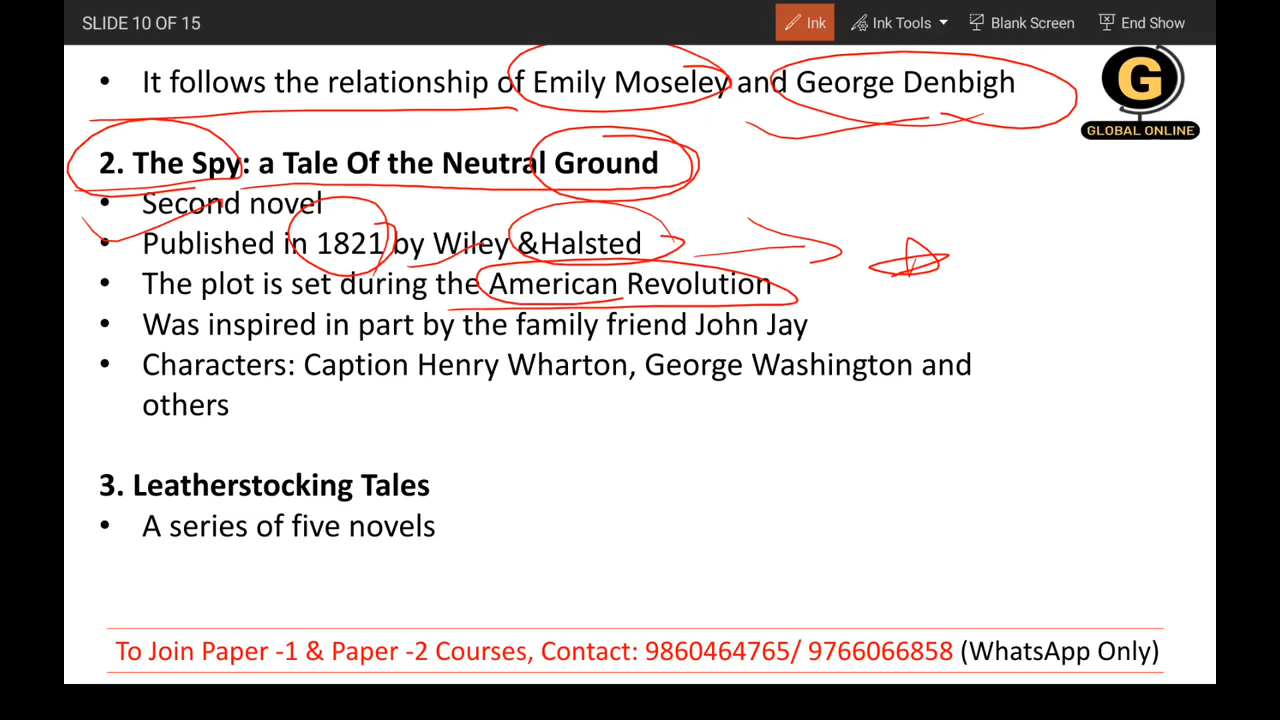 SLIDE 10 OF 15 Ink Ink Tools Blank Screen End Show
• It follows the relationship of Emily Moseley and George Denbigh
G
GLOBAL ONLINE
2. The Spy: a Tale Of the Neutral Ground
• Second novel
• Published in 1821 by Wiley &Halsted
• The plot is set during the American Revolution
• Was inspired in part by the family friend John Jay
• Characters: Caption Henry Wharton, George Washington and
others
3. Leatherstocking Tales
• A series of five novels
To Join Paper -1 & Paper -2 Courses, Contact: 9860464765/ 9766066858 (WhatsApp Only)